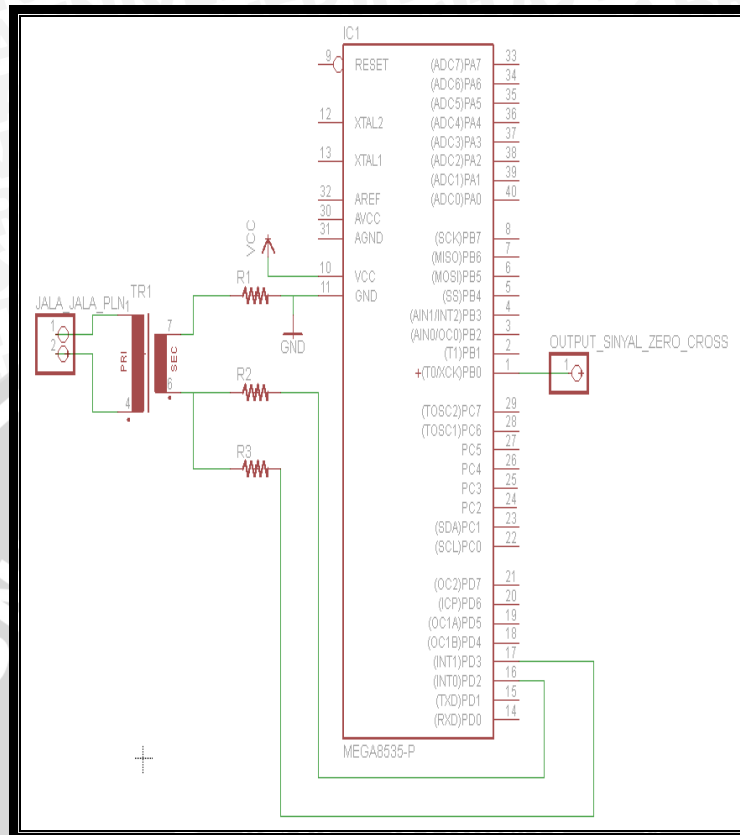 IC1
9 RESET (ADC7)PA7 33
(ADC6)PA6 34
(ADC5)PA5 35
12 XTAL2 (ADC4)PA4 36
(ADC3)PA3 37
13 XTAL1 (ADC2)PA2 38
(ADC1)PA1 39
32 AREF (ADC0)PA0 40
30 AVCC
31 AGND (SCK)PB7 8
VCC (MISO)PB6 7
10 VCC (MOSI)PB5 6
R1 11 GND (SS)PB4 5
GND
(AIN1/INT2)PB3 4
(AIN0/OC0)PB2 3
(T1)PB1 2
+(T0/XCK)PB0 1
OUTPUT_SINYAL_ZERO_CROSS
1
JALA_JALA_PLN
TR1
1
2
1
4
PRI
SEC
7
6
R2
R3
(TOSC2)PC7 29
(TOSC1)PC6 28
PC5 27
PC4 26
PC3 25
PC2 24
(SDA)PC1 23
(SCL)PC0 22
(OC2)PD7 21
(ICP)PD6 20
(OC1A)PD5 19
(OC1B)PD4 18
(INT1)PD3 17
(INT0)PD2 16
(TXD)PD1 15
(RXD)PD0 14
MEGA8535-P